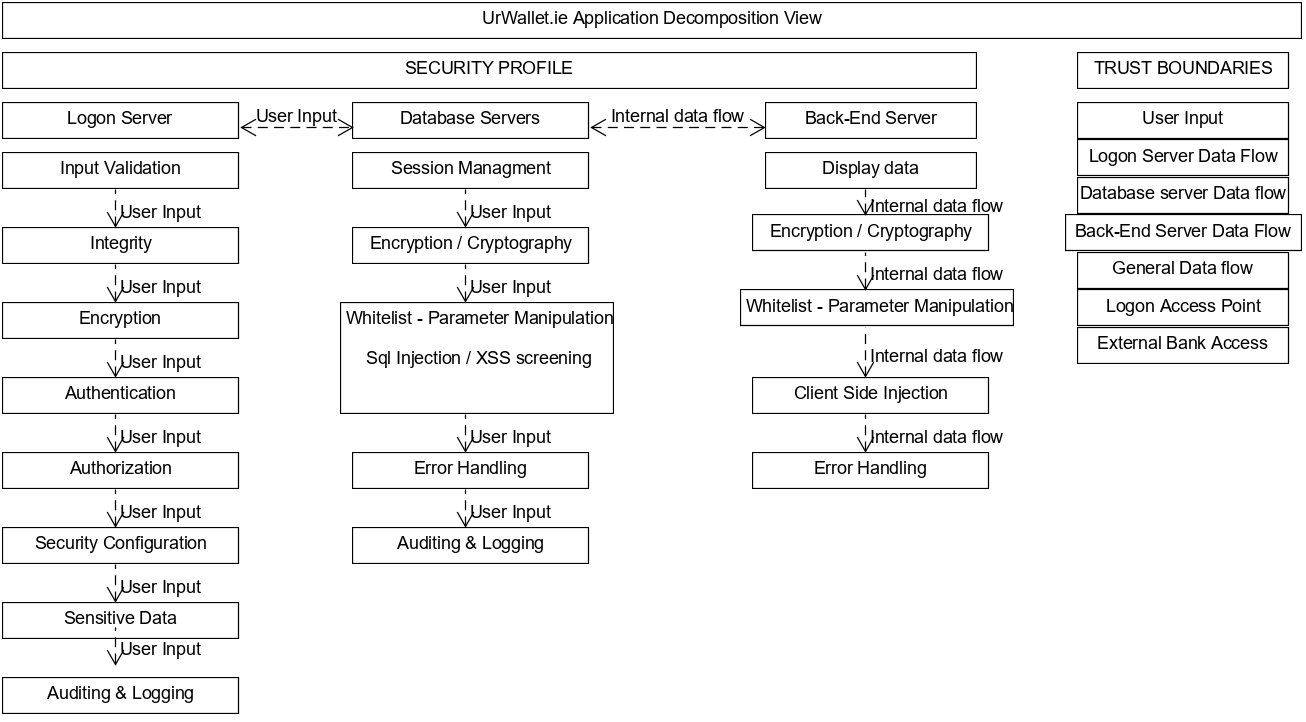 UrWallet.ie Application Decomposition View
SECURITY PROFILE
TRUST BOUNDARIES
Logon Server
User Input
Database Servers
Internal data flow
Back-End Server
Input Validation
User Input
Integrity
User Input
Encryption
User Input
Authentication
User Input
Authorization
User Input
Security Configuration
User Input
Sensitive Data
User Input
Auditing & Logging
Session Managment
User Input
Encryption / Cryptography
User Input
Whitelist - Parameter Manipulation
Sql Injection / XSS screening
User Input
Error Handling
User Input
Auditing & Logging
Display data
Internal data flow
Encryption / Cryptography
Internal data flow
Whitelist - Parameter Manipulation
Internal data flow
Client Side Injection
Internal data flow
Error Handling
User Input
Logon Server Data Flow
Database server Data flow
Back-End Server Data Flow
General Data flow
Logon Access Point
External Bank Access